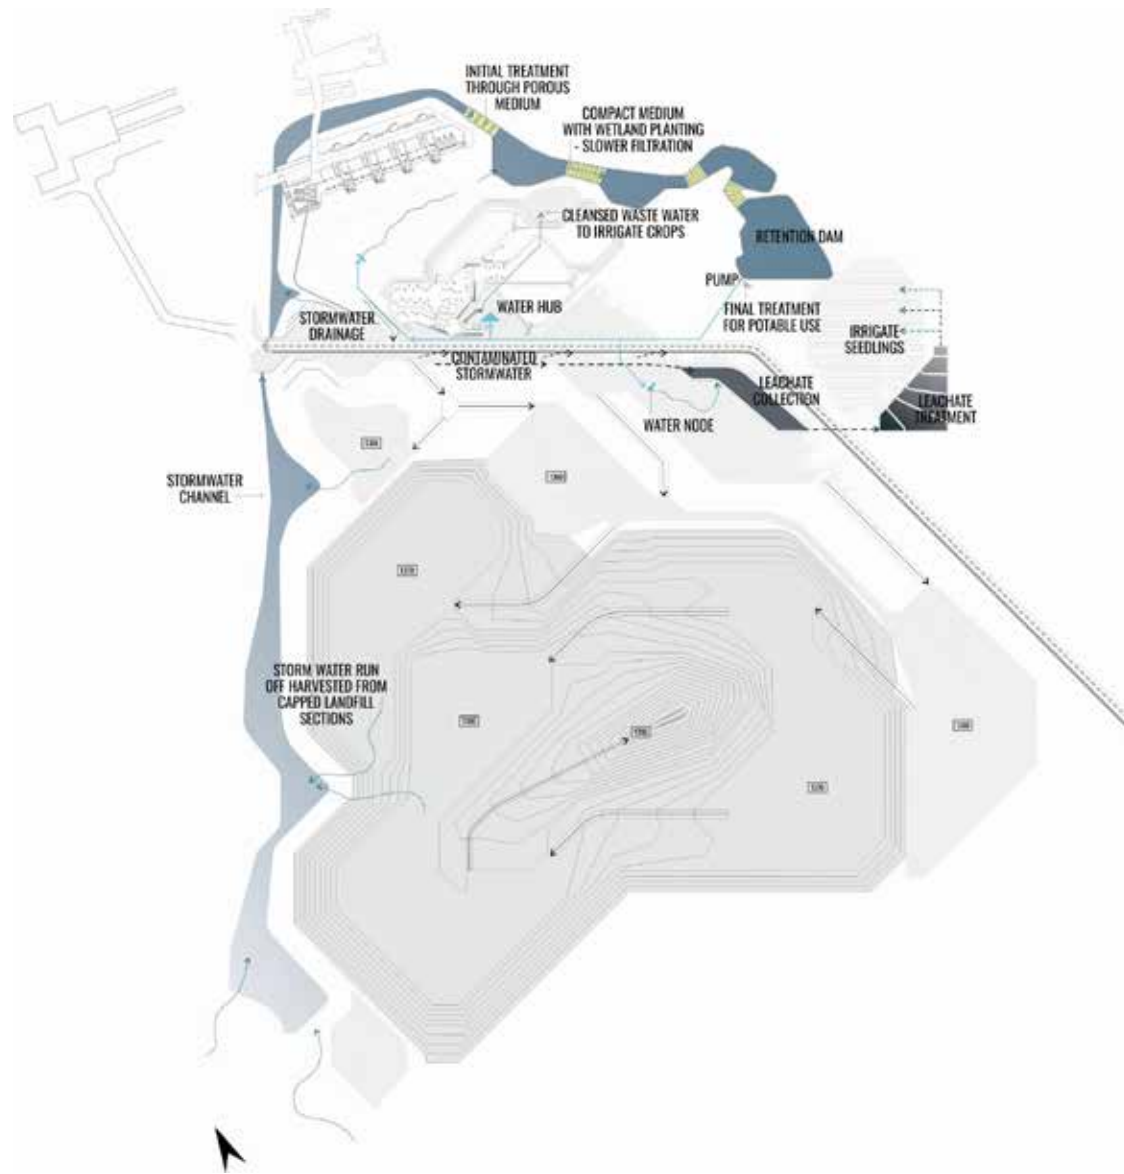 INITIAL TREATMENT
THROUGH POROUS
MEDIUM
COMPACT MEDIUM
WITH WETLAND PLANTING
- SLOWER FILTRATION
CLEANSED WASTE WATER
TO IRRIGATE CROPS
RETENTION DAM
PUMP
WATER HUB
FINAL TREATMENT
FOR POTABLE USE
STORMWATER
DRAINAGE
IRRIGATE
SEEDLINGS
CONTAMINATED
STORMWATER
LEACHATE
COLLECTION
LEACHATE
TREATMENT
WATER NODE
STORMWATER
CHANNEL
STORM WATER RUN
OFF HARVESTED FROM
CAPPED LANDFILL
SECTIONS